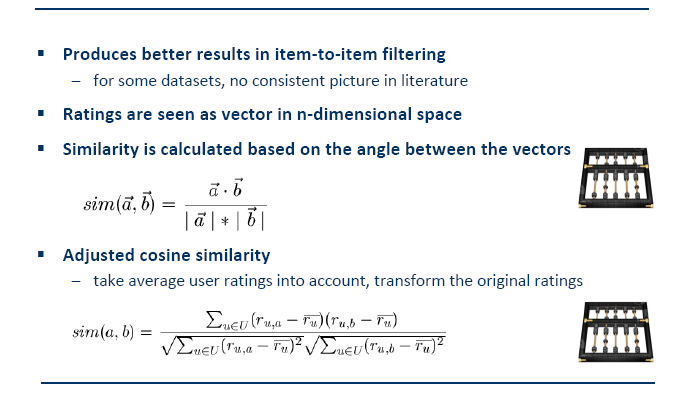 ▪ Produces better results in item-to-item filtering
– for some datasets, no consistent picture in literature
▪ Ratings are seen as vector in n-dimensional space
▪ Similarity is calculated based on the angle between the vectors
$sim(\vec{a}, \vec{b}) = \frac{\vec{a} \cdot \vec{b}}{|\vec{a}| * |\vec{b}|}$
▪ Adjusted cosine similarity
– take average user ratings into account, transform the original ratings
$sim(a, b) = \frac{\sum_{u \in U}(r_{u,a} - \overline{r_u})(r_{u,b} - \overline{r_u})}{\sqrt{\sum_{u \in U}(r_{u,a} - \overline{r_u})^2}\sqrt{\sum_{u \in U}(r_{u,b} - \overline{r_u})^2}}$